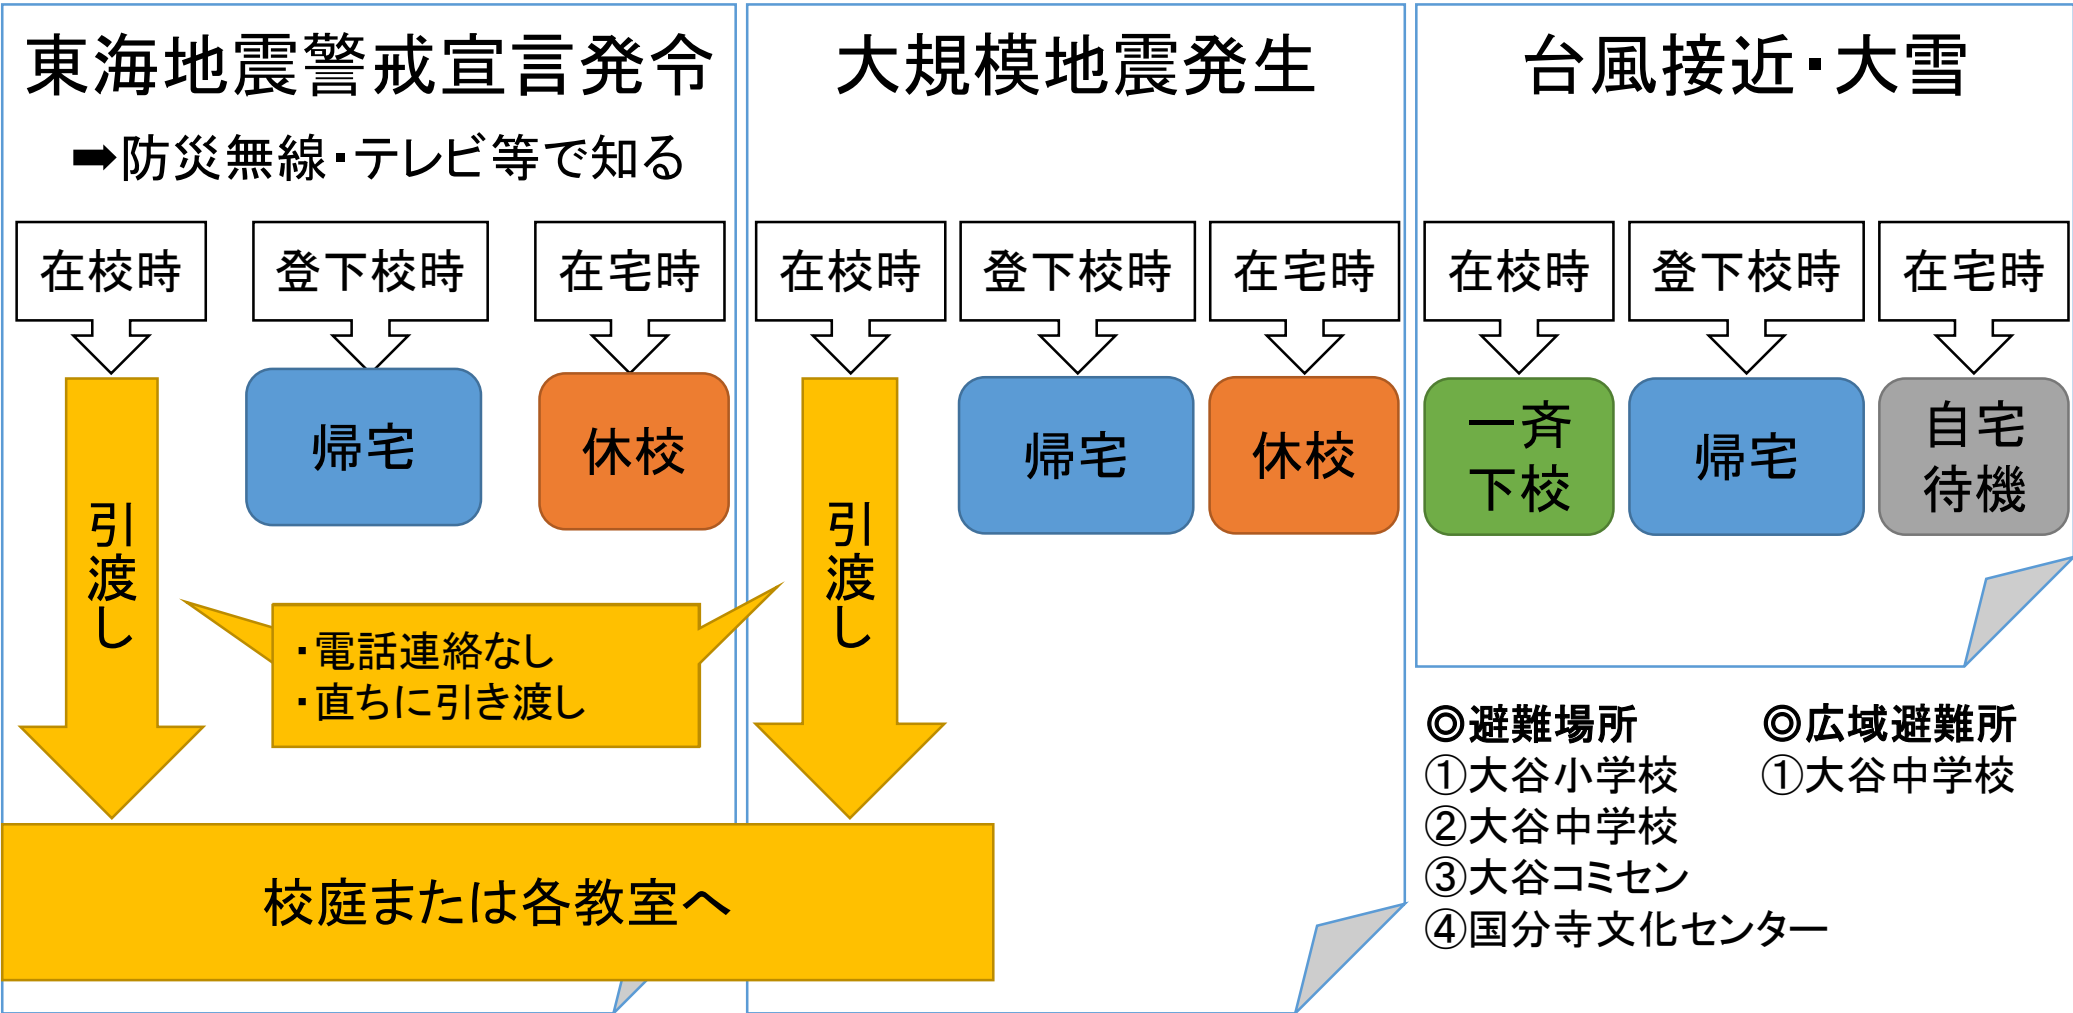 東海地震警戒宣言発令
➡防災無線・テレビ等で知る
在校時
登下校時
在宅時
帰宅
休校
引渡し
・電話連絡なし
・直ちに引き渡し
大規模地震発生
在校時
登下校時
在宅時
引渡し
帰宅
休校
校庭または各教室へ
台風接近・大雪
在校時
登下校時
在宅時
一斉
下校
帰宅
自宅
待機
◎避難場所
①大谷小学校
②大谷中学校
③大谷コミセン
④国分寺文化センター
◎広域避難所
①大谷中学校